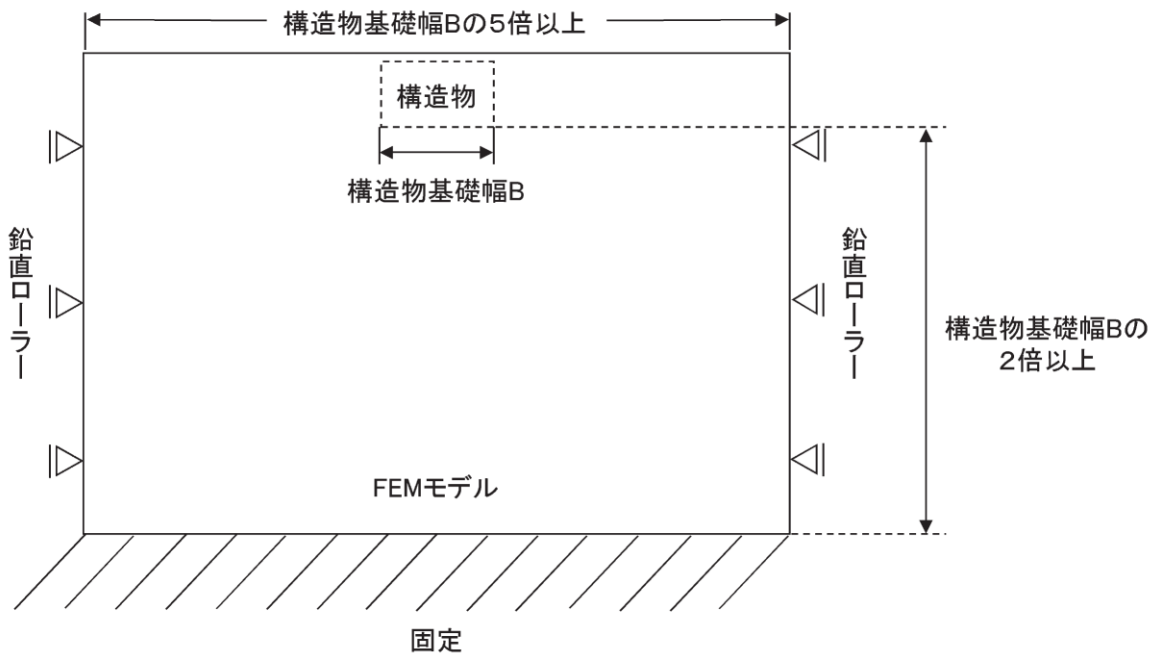 構造物基礎幅Bの5倍以上
構造物
構造物基礎幅B
鉛直ローラー
鉛直ローラー
構造物基礎幅Bの
2倍以上
FEMモデル
固定